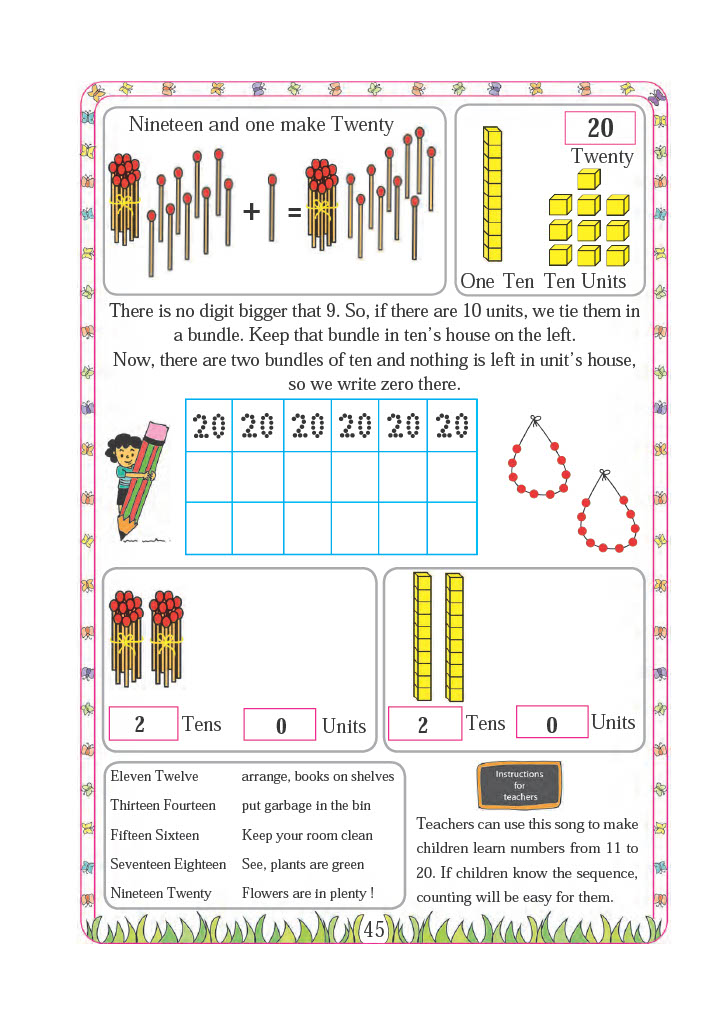 Nineteen and one make Twenty
+ =
20
Twenty
One Ten Ten Units
There is no digit bigger that 9. So, if there are 10 units, we tie them in
a bundle. Keep that bundle in ten's house on the left.
Now, there are two bundles of ten and nothing is left in unit's house,
so we write zero there.
20 20 20 20 20 20
2 Tens 0 Units
2 Tens 0 Units
Eleven Twelve arrange, books on shelves
Thirteen Fourteen put garbage in the bin
Fifteen Sixteen Keep your room clean
Seventeen Eighteen See, plants are green
Nineteen Twenty Flowers are in plenty !
Instructions
for
teachers
Teachers can use this song to make
children learn numbers from 11 to
20. If children know the sequence,
counting will be easy for them.
45